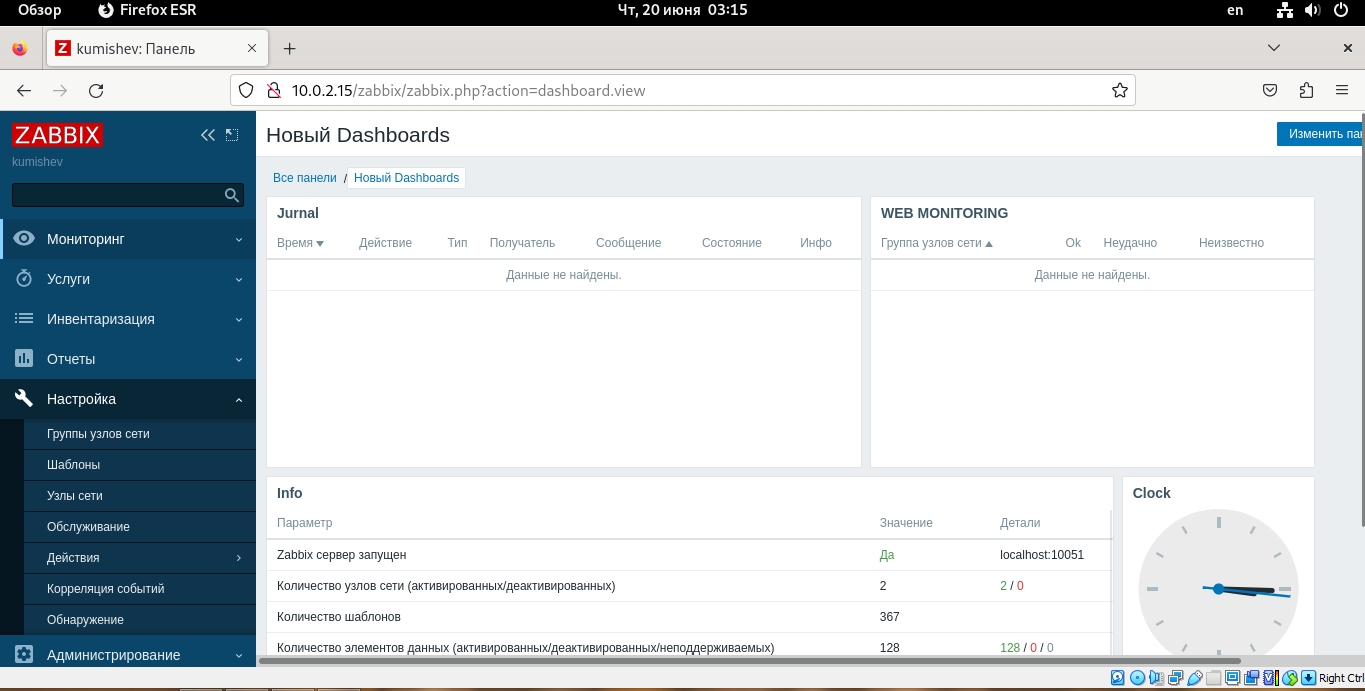 Обзор Firefox ESR Чт, 20 июня 03:15 en
Z kumishev: Панель
10.0.2.15/zabbix/zabbix.php?action=dashboard.view
ZABBIX
kumishev
Мониторинг
Услуги
Инвентаризация
Отчеты
Настройка
Группы узлов сети
Шаблоны
Узлы сети
Обслуживание
Действия
Корреляция событий
Обнаружение
Администрирование
Новый Dashboards
Изменить пан
Все панели / Новый Dashboards
Jurnal
Время Действие Тип Получатель Сообщение Состояние Инфо
Данные не найдены.
WEB MONITORING
Группа узлов сети Ok Неудачно Неизвестно
Данные не найдены.
Info
Параметр Значение Детали
Zabbix сервер запущен Да localhost:10051
Количество узлов сети (активированных/деактивированных) 2 2 / 0
Количество шаблонов 367
Количество элементов данных (активированных/деактивированных/неподдерживаемых) 128 128 / 0 / 0
Clock
Right Ctrl